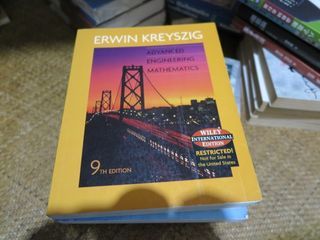 ERWIN KREYSZIG
ADVANCED
ENGINEERING
MATHEMATICS
WILEY
INTERNATIONAL
EDITION
RESTRICTED!
Not for Sale in
the United States
9TH EDITION